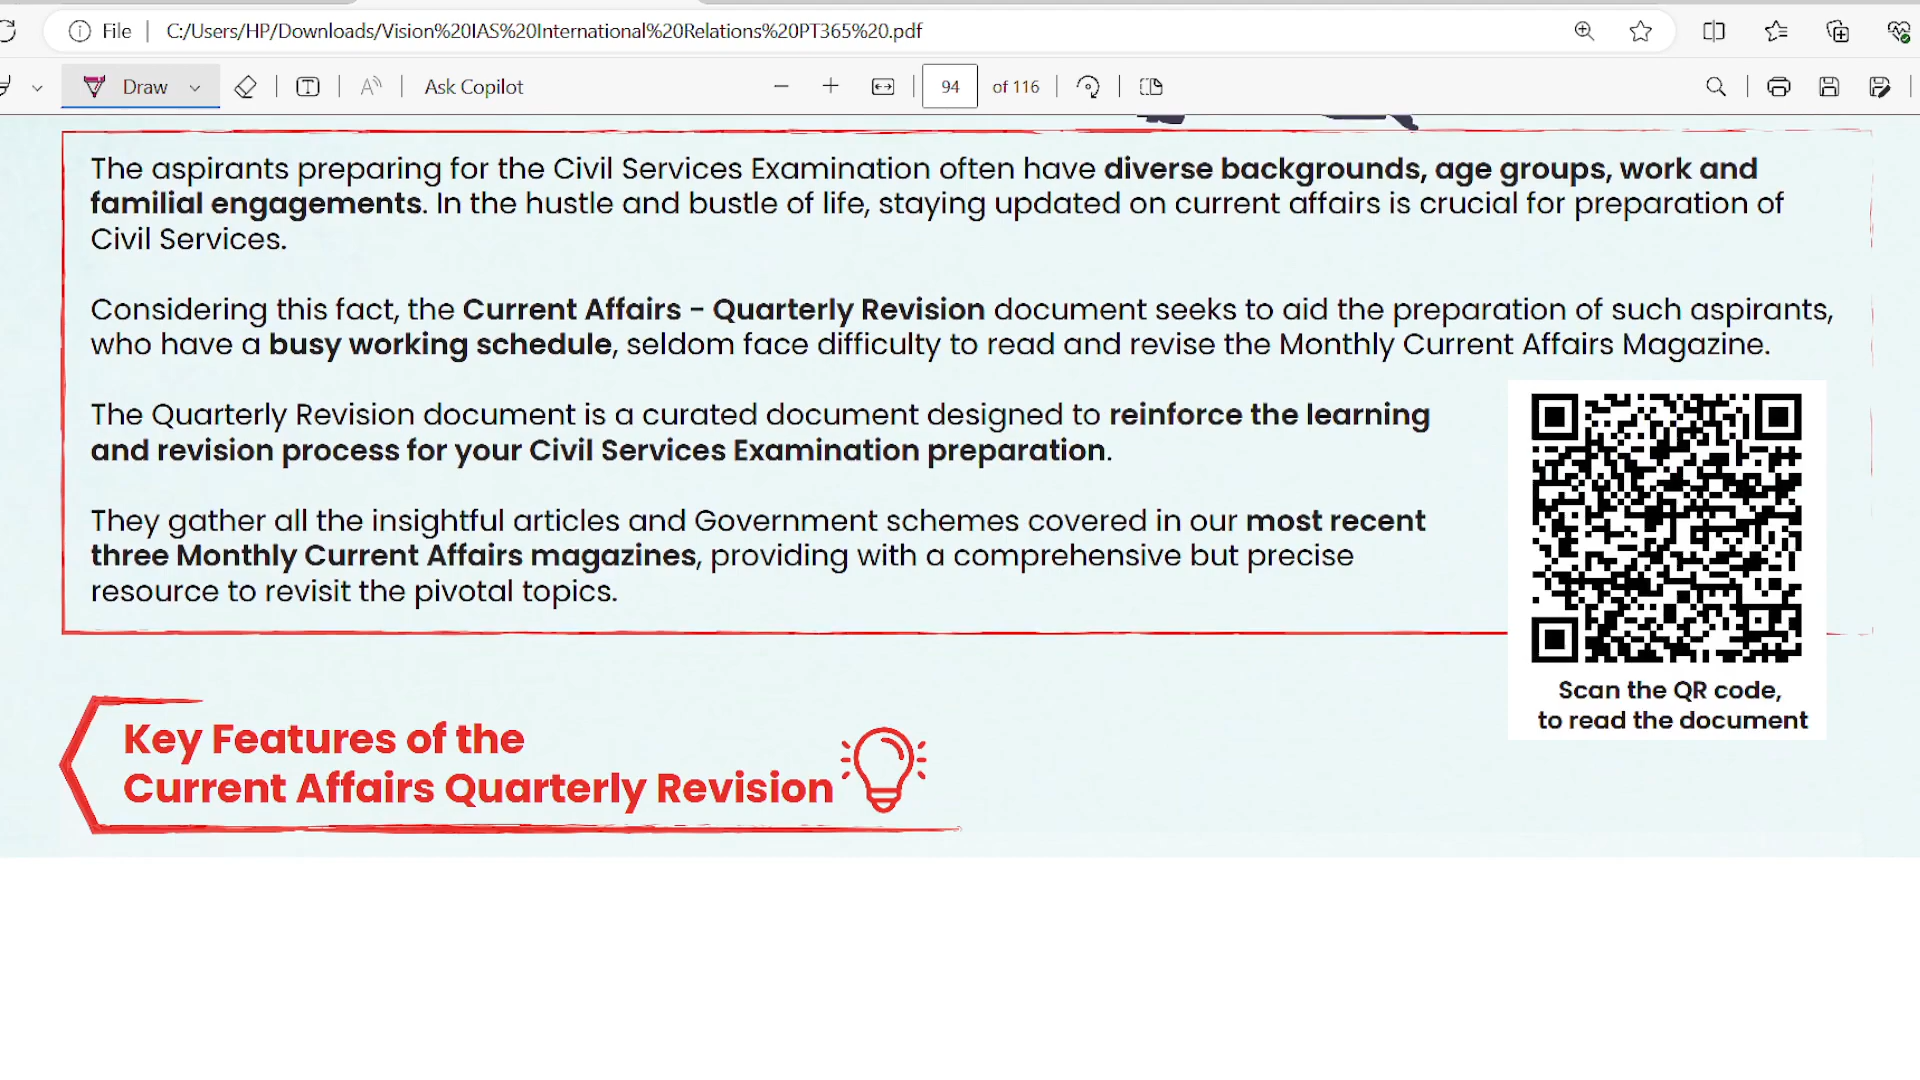 File
C:/Users/HP/Downloads/Vision%20IAS%20International%20Relations%20PT365%20.pdf
Draw
Ask Copilot
94 of 116
The aspirants preparing for the Civil Services Examination often have diverse backgrounds, age groups, work and
familial engagements. In the hustle and bustle of life, staying updated on current affairs is crucial for preparation of
Civil Services.
Considering this fact, the Current Affairs - Quarterly Revision document seeks to aid the preparation of such aspirants,
who have a busy working schedule, seldom face difficulty to read and revise the Monthly Current Affairs Magazine.
The Quarterly Revision document is a curated document designed to reinforce the learning
and revision process for your Civil Services Examination preparation.
They gather all the insightful articles and Government schemes covered in our most recent
three Monthly Current Affairs magazines, providing with a comprehensive but precise
resource to revisit the pivotal topics.
Scan the QR code,
to read the document
Key Features of the
Current Affairs Quarterly Revision